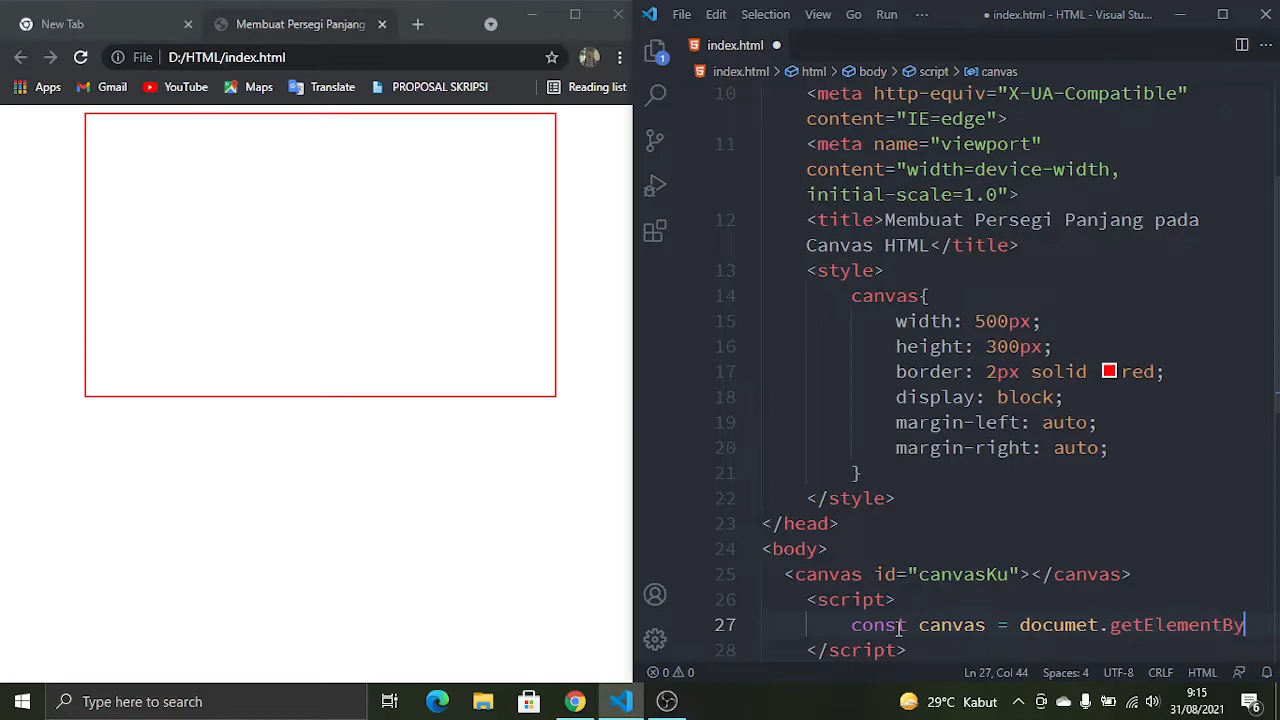 New Tab
Membuat Persegi Panjang
File
D:/HTML/index.html
Apps
Gmail
YouTube
Maps
Translate
PROPOSAL SKRIPSI
Reading list
File Edit Selection View Go Run ···
● index.html - HTML - Visual Stu...
index.html ●
index.html > html > body > script > canvas
1
10 <meta http-equiv="X-UA-Compatible"
content="IE=edge">
11 <meta name="viewport"
content="width=device-width,
initial-scale=1.0">
12 <title>Membuat Persegi Panjang pada
Canvas HTML</title>
13 <style>
14 canvas{
15 width: 500px;
16 height: 300px;
17 border: 2px solid red;
18 display: block;
19 margin-left: auto;
20 margin-right: auto;
21 }
22 </style>
23 </head>
24 <body>
25 <canvas id="canvasKu"></canvas>
26 <script>
27 const canvas = documet.getElementBy
28 </script>
0 0
Ln 27, Col 44
Spaces: 4
UTF-8
CRLF
HTML
Type here to search
29°C Kabut
9:15
31/08/2021
6